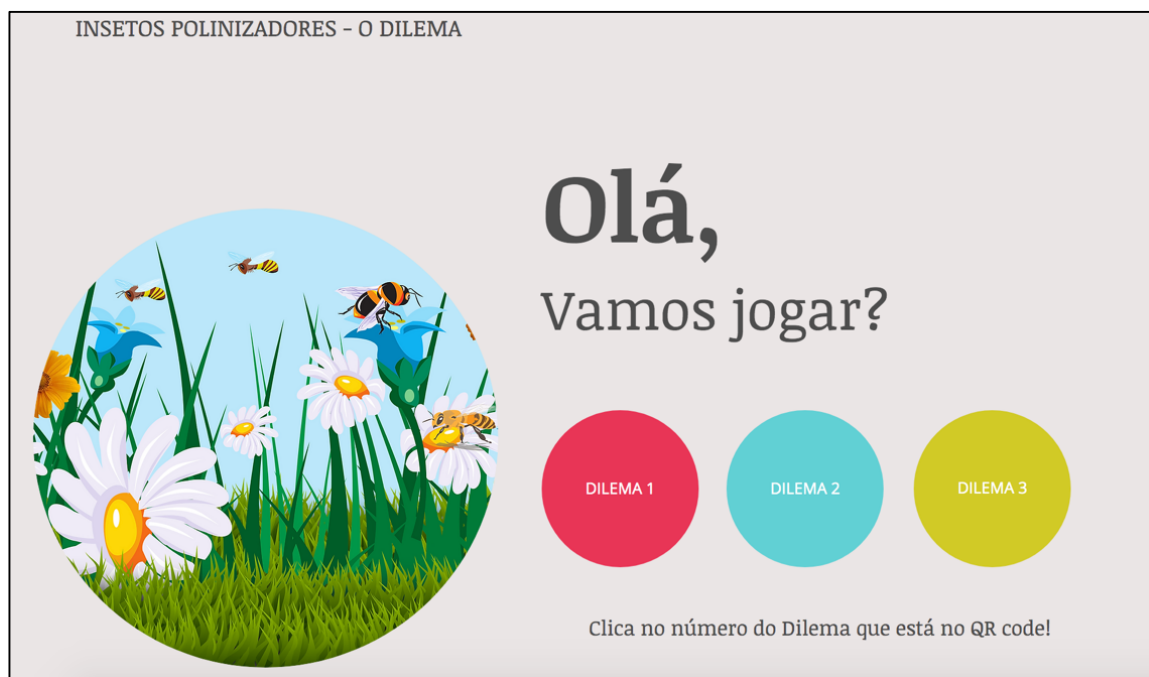 INSETOS POLINIZADORES - O DILEMA
Olá,
Vamos jogar?
DILEMA 1
DILEMA 2
DILEMA 3
Clica no número do Dilema que está no QR code!